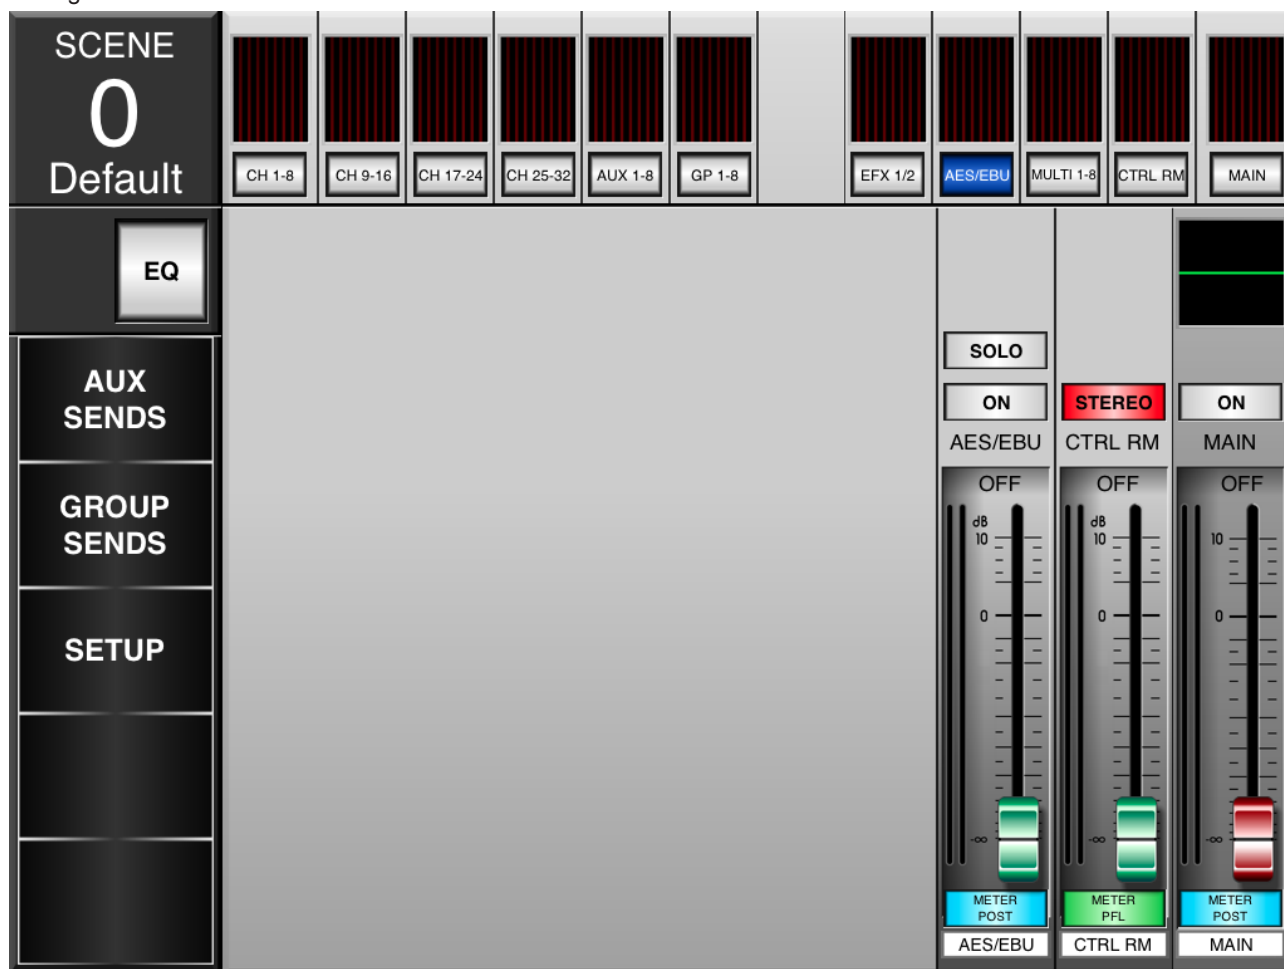 SCENE
0
Default
CH 1-8
CH 9-16
CH 17-24
CH 25-32
AUX 1-8
GP 1-8
EFX 1/2
AES/EBU
MULTI 1-8
CTRL RM
MAIN
EQ
AUX
SENDS
GROUP
SENDS
SETUP
SOLO
ON
STEREO
ON
AES/EBU
CTRL RM
MAIN
OFF
OFF
OFF
dB
10
0
-∞
dB
10
0
-∞
10
0
-∞
METER
POST
METER
PFL
METER
POST
AES/EBU
CTRL RM
MAIN